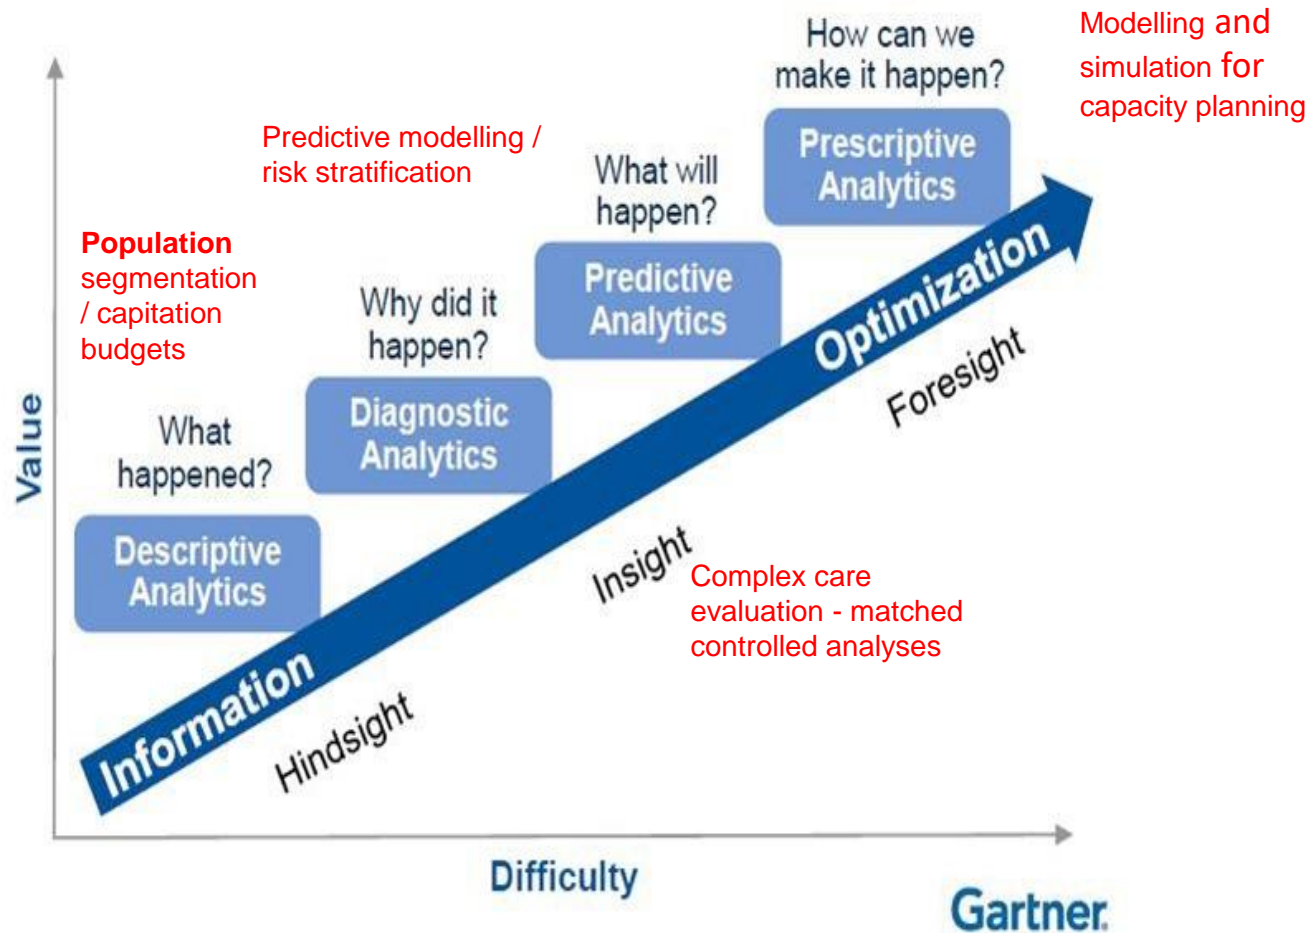 How can we
make it happen?
Modelling and
simulation for
capacity planning
Prescriptive
Analytics
Predictive modelling /
risk stratification
What will
happen?
Predictive
Analytics
Population
segmentation
/ capitation
budgets
Why did it
happen?
Diagnostic
Analytics
What
happened?
Descriptive
Analytics
Value
Information
Optimization
Hindsight
Insight
Foresight
Complex care
evaluation - matched
controlled analyses
Difficulty
Gartner.